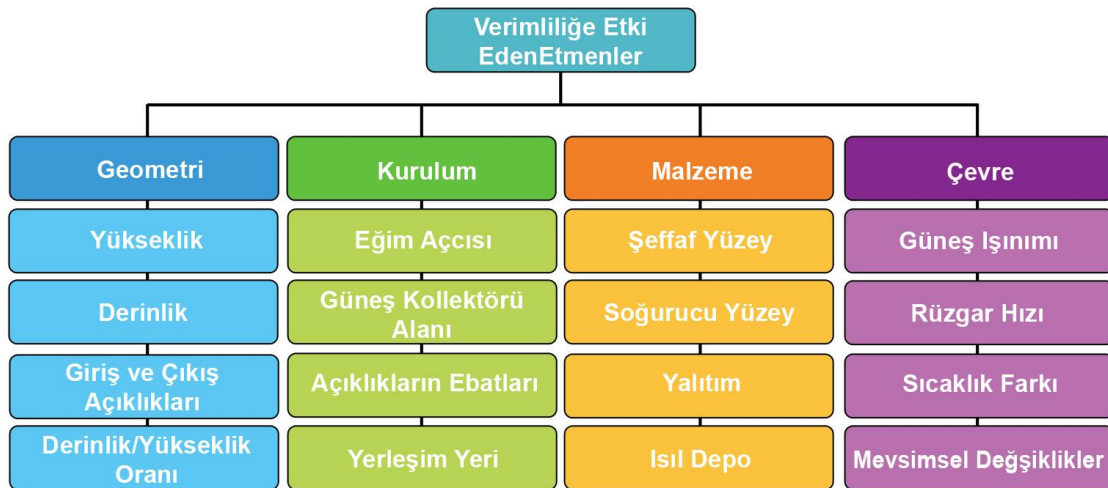 Verimliliğe Etki
EdenEtmenler
Geometri
Kurulum
Malzeme
Çevre
Yükseklik
Eğim Açcısı
Şeffaf Yüzey
Güneş Işınımı
Derinlik
Güneş Kollektörü
Alanı
Soğurucu Yüzey
Rüzgar Hızı
Giriş ve Çıkış
Açıklıkları
Açıklıkların Ebatları
Yalıtım
Sıcaklık Farkı
Derinlik/Yükseklik
Oranı
Yerleşim Yeri
Isıl Depo
Mevsimsel Değşiklikler